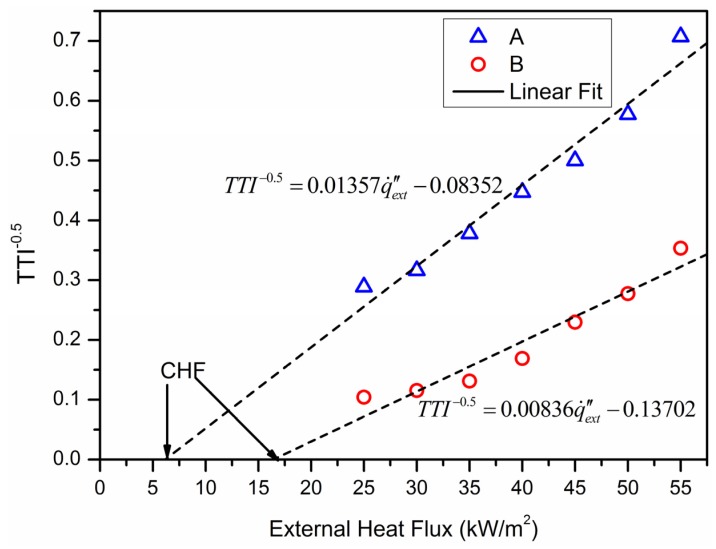 0.7
0.6
0.5
0.4
0.3
0.2
0.1
0.0
TTI^-0.5
A
B
Linear Fit
TTI^−0.5 = 0.01357q̇″ext − 0.08352
CHF
TTI^−0.5 = 0.00836q̇″ext − 0.13702
0 5 10 15 20 25 30 35 40 45 50 55
External Heat Flux (kW/m²)